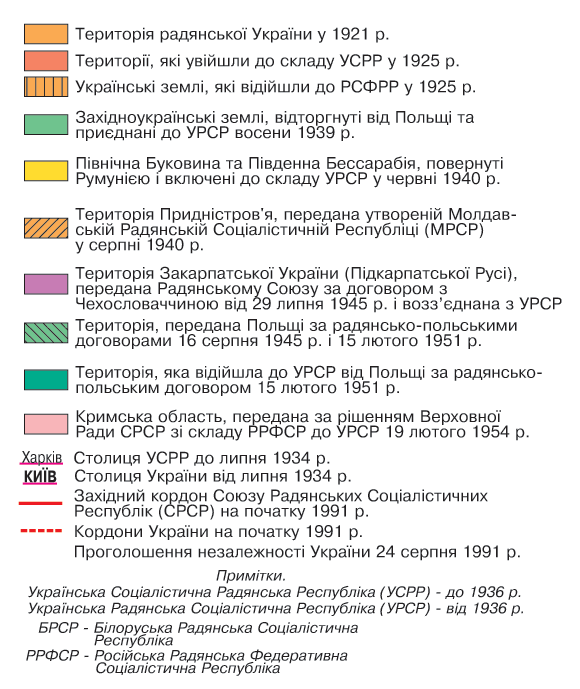 Територія радянської України у 1921 р.
Території, які увійшли до складу УСРР у 1925 р.
Українські землі, які відійшли до РСФРР у 1925 р.
Західноукраїнські землі, відторгнуті від Польщі та
приєднані до УРСР восени 1939 р.
Північна Буковина та Південна Бессарабія, повернуті
Румунією і включені до складу УРСР у червні 1940 р.
Територія Придністров’я, передана утвореній Молдав-
ській Радянській Соціалістичній Республіці (МРСР)
у серпні 1940 р.
Територія Закарпатської України (Підкарпатської Русі),
передана Радянському Союзу за договором з
Чехословаччиною від 29 липня 1945 р. і возз’єднана з УРСР
Територія, передана Польщі за радянсько-польськими
договорами 16 серпня 1945 р. і 15 лютого 1951 р.
Територія, яка відійшла до УРСР від Польщі за радянсько-
польським договором 15 лютого 1951 р.
Кримська область, передана за рішенням Верховної
Ради СРСР зі складу РРФСР до УРСР 19 лютого 1954 р.
Харків Столиця УСРР до липня 1934 р.
КИЇВ Столиця України від липня 1934 р.
Західний кордон Союзу Радянських Соціалістичних
Республік (СРСР) на початку 1991 р.
Кордони України на початку 1991 р.
Проголошення незалежності України 24 серпня 1991 р.
Примітки.
Українська Соціалістична Радянська Республіка (УСРР) - до 1936 р.
Українська Радянська Соціалістична Республіка (УРСР) - від 1936 р.
БРСР - Білоруська Радянська Соціалістична
Республіка
РРФСР - Російська Радянська Федеративна
Соціалістична Республіка